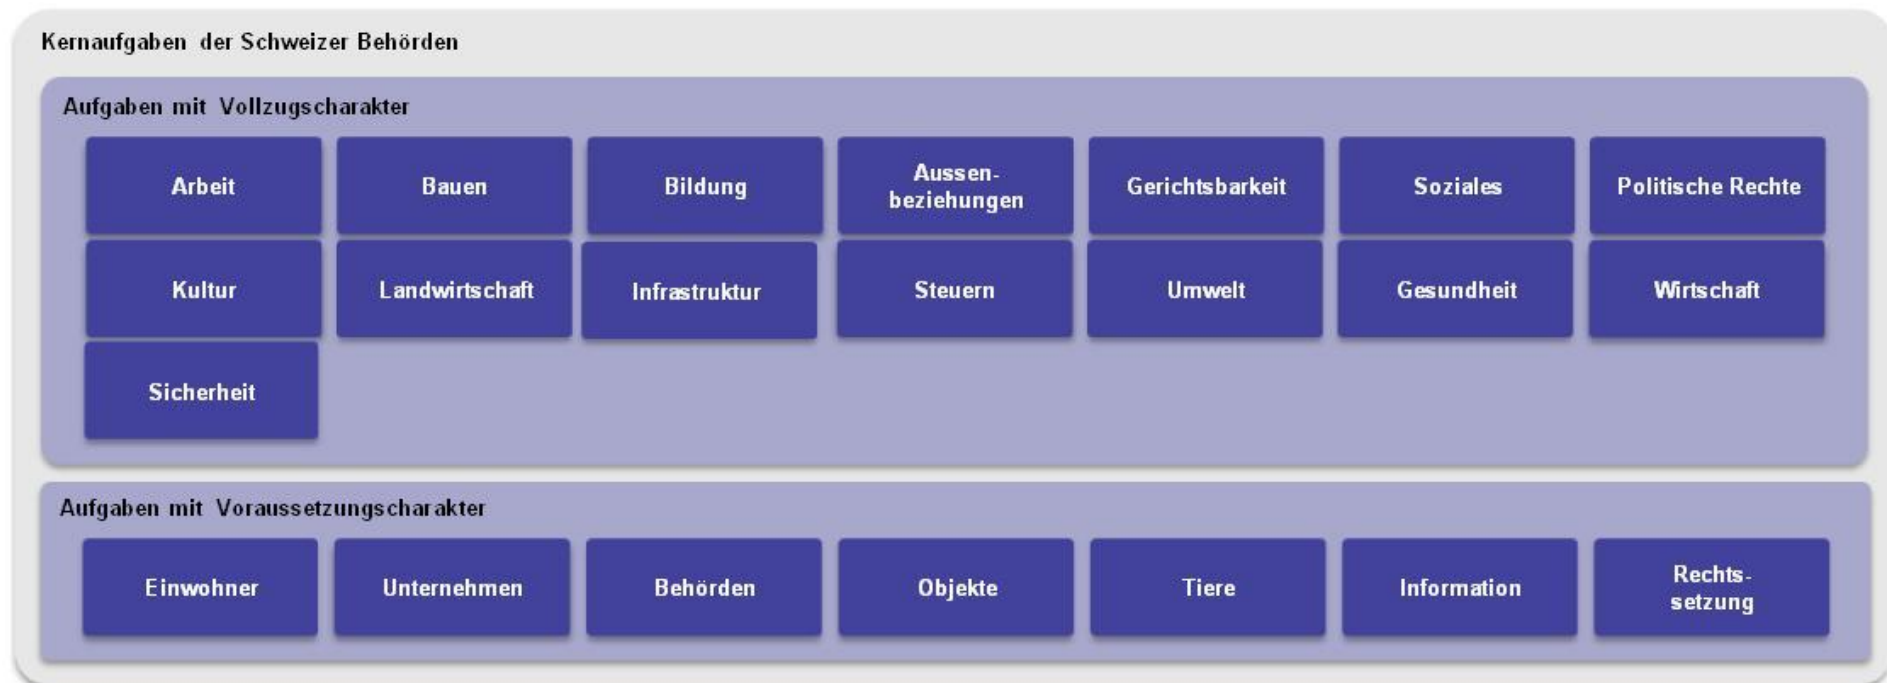 Kernaufgaben der Schweizer Behörden
Aufgaben mit Vollzugscharakter
Arbeit
Bauen
Bildung
Aussen-
beziehungen
Gerichtsbarkeit
Soziales
Politische Rechte
Kultur
Landwirtschaft
Infrastruktur
Steuern
Umwelt
Gesundheit
Wirtschaft
Sicherheit
Aufgaben mit Voraussetzungscharakter
Einwohner
Unternehmen
Behörden
Objekte
Tiere
Information
Rechts-
setzung